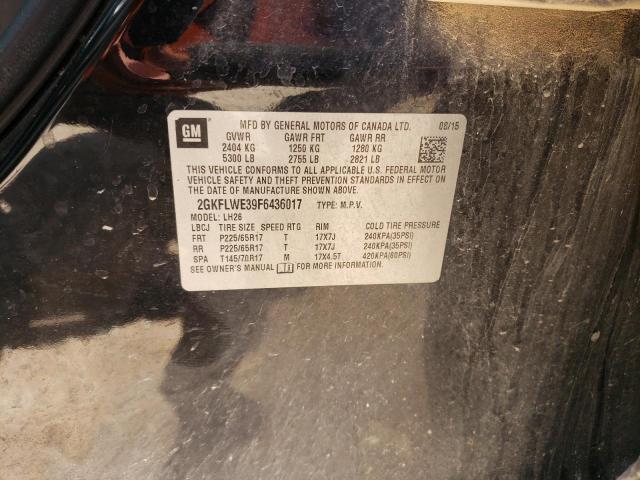 GM
MFD BY GENERAL MOTORS OF CANADA LTD. 08/15
GVWR GAWR FRT GAWR RR
2404 KG 1250 KG 1280 KG
5300 LB 2755 LB 2821 LB
THIS VEHICLE CONFORMS TO ALL APPLICABLE U.S. FEDERAL MOTOR
VEHICLE SAFETY AND THEFT PREVENTION STANDARDS IN EFFECT ON
THE DATE OF MANUFACTURE SHOWN ABOVE.
2GKFLWE39F6436017 TYPE: M.P.V.
MODEL: LH26
LBCJ TIRE SIZE SPEED RTG RIM COLD TIRE PRESSURE
FRT P225/65R17 T 17X7J 240KPA(35PSI)
RR P225/65R17 T 17X7J 240KPA(35PSI)
SPA T145/70R17 M 17X4.5T 420KPA(60PSI)
SEE OWNER'S MANUAL FOR MORE INFORMATION.